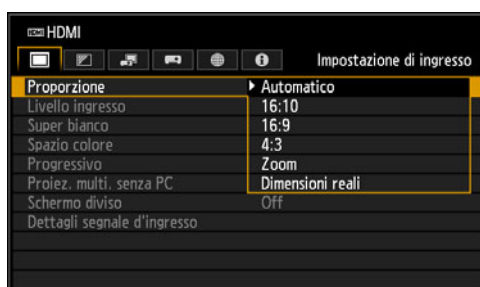 HDMI HDMI
Impostazione di ingresso
Proporzione Automatico
Livello ingresso 16:10
Super bianco 16:9
Spazio colore 4:3
Progressivo Zoom
Proiez. multi. senza PC Dimensioni reali
Schermo diviso Off
Dettagli segnale d'ingresso